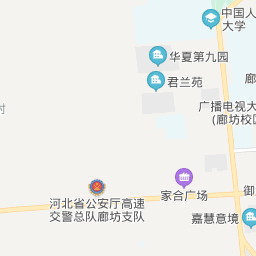 中国人
大学
华夏第九园
廊
君兰苑
广播电视大
(廊坊校区
村
河北省公安厅高速
交警总队廊坊支队
家合广场
御
嘉慧意境